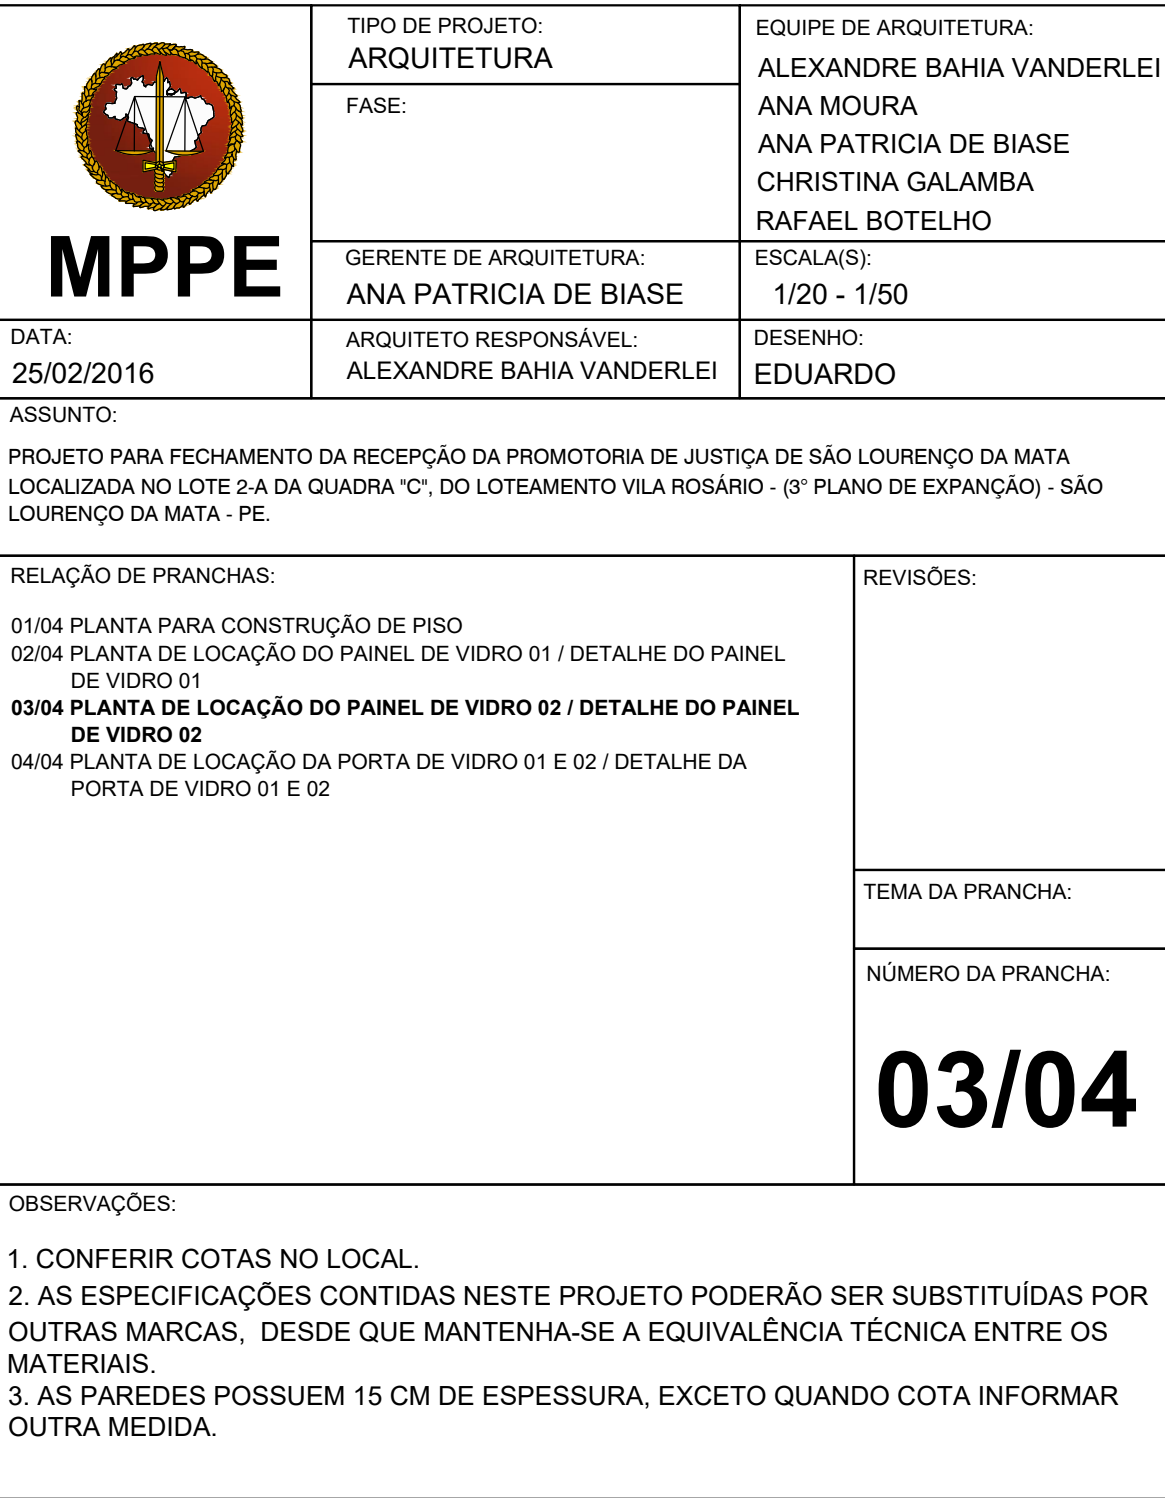 MPPE
TIPO DE PROJETO:
ARQUITETURA
FASE:
EQUIPE DE ARQUITETURA:
ALEXANDRE BAHIA VANDERLEI
ANA MOURA
ANA PATRICIA DE BIASE
CHRISTINA GALAMBA
RAFAEL BOTELHO
GERENTE DE ARQUITETURA:
ANA PATRICIA DE BIASE
ESCALA(S):
1/20 - 1/50
DATA:
25/02/2016
ARQUITETO RESPONSÁVEL:
ALEXANDRE BAHIA VANDERLEI
DESENHO:
EDUARDO
ASSUNTO:
PROJETO PARA FECHAMENTO DA RECEPÇÃO DA PROMOTORIA DE JUSTIÇA DE SÃO LOURENÇO DA MATA
LOCALIZADA NO LOTE 2-A DA QUADRA "C", DO LOTEAMENTO VILA ROSÁRIO - (3° PLANO DE EXPANÇÃO) - SÃO
LOURENÇO DA MATA - PE.
RELAÇÃO DE PRANCHAS:
01/04 PLANTA PARA CONSTRUÇÃO DE PISO
02/04 PLANTA DE LOCAÇÃO DO PAINEL DE VIDRO 01 / DETALHE DO PAINEL
DE VIDRO 01
03/04 PLANTA DE LOCAÇÃO DO PAINEL DE VIDRO 02 / DETALHE DO PAINEL
DE VIDRO 02
04/04 PLANTA DE LOCAÇÃO DA PORTA DE VIDRO 01 E 02 / DETALHE DA
PORTA DE VIDRO 01 E 02
REVISÕES:
TEMA DA PRANCHA:
NÚMERO DA PRANCHA:
03/04
OBSERVAÇÕES:
1. CONFERIR COTAS NO LOCAL.
2. AS ESPECIFICAÇÕES CONTIDAS NESTE PROJETO PODERÃO SER SUBSTITUÍDAS POR
OUTRAS MARCAS,  DESDE QUE MANTENHA-SE A EQUIVALÊNCIA TÉCNICA ENTRE OS
MATERIAIS.
3. AS PAREDES POSSUEM 15 CM DE ESPESSURA, EXCETO QUANDO COTA INFORMAR
OUTRA MEDIDA.